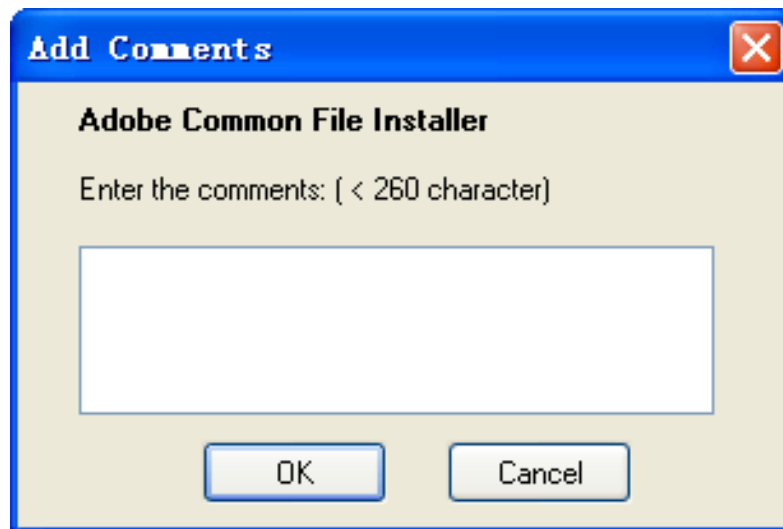 Add Comments
Adobe Common File Installer
Enter the comments: ( < 260 character)
OK
Cancel